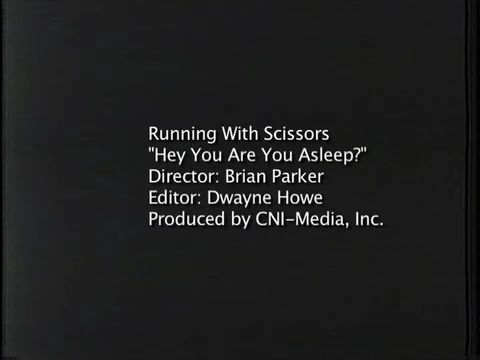 Running With Scissors
"Hey You Are You Asleep?"
Director: Brian Parker
Editor: Dwayne Howe
Produced by CNI-Media, Inc.